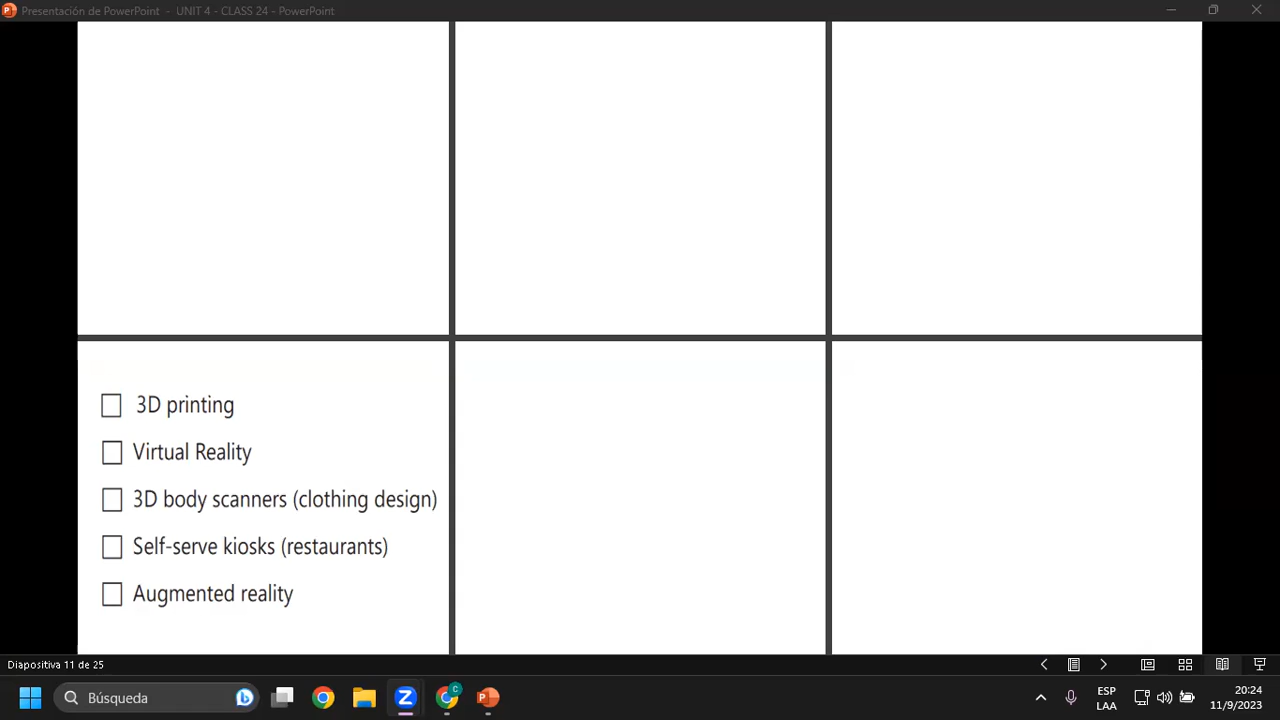 Presentación de PowerPoint - UNIT 4 - CLASS 24 - PowerPoint
3D printing
Virtual Reality
3D body scanners (clothing design)
Self-serve kiosks (restaurants)
Augmented reality
Diapositiva 11 de 25
Búsqueda
C
ESP
LAA
20:24
11/9/2023